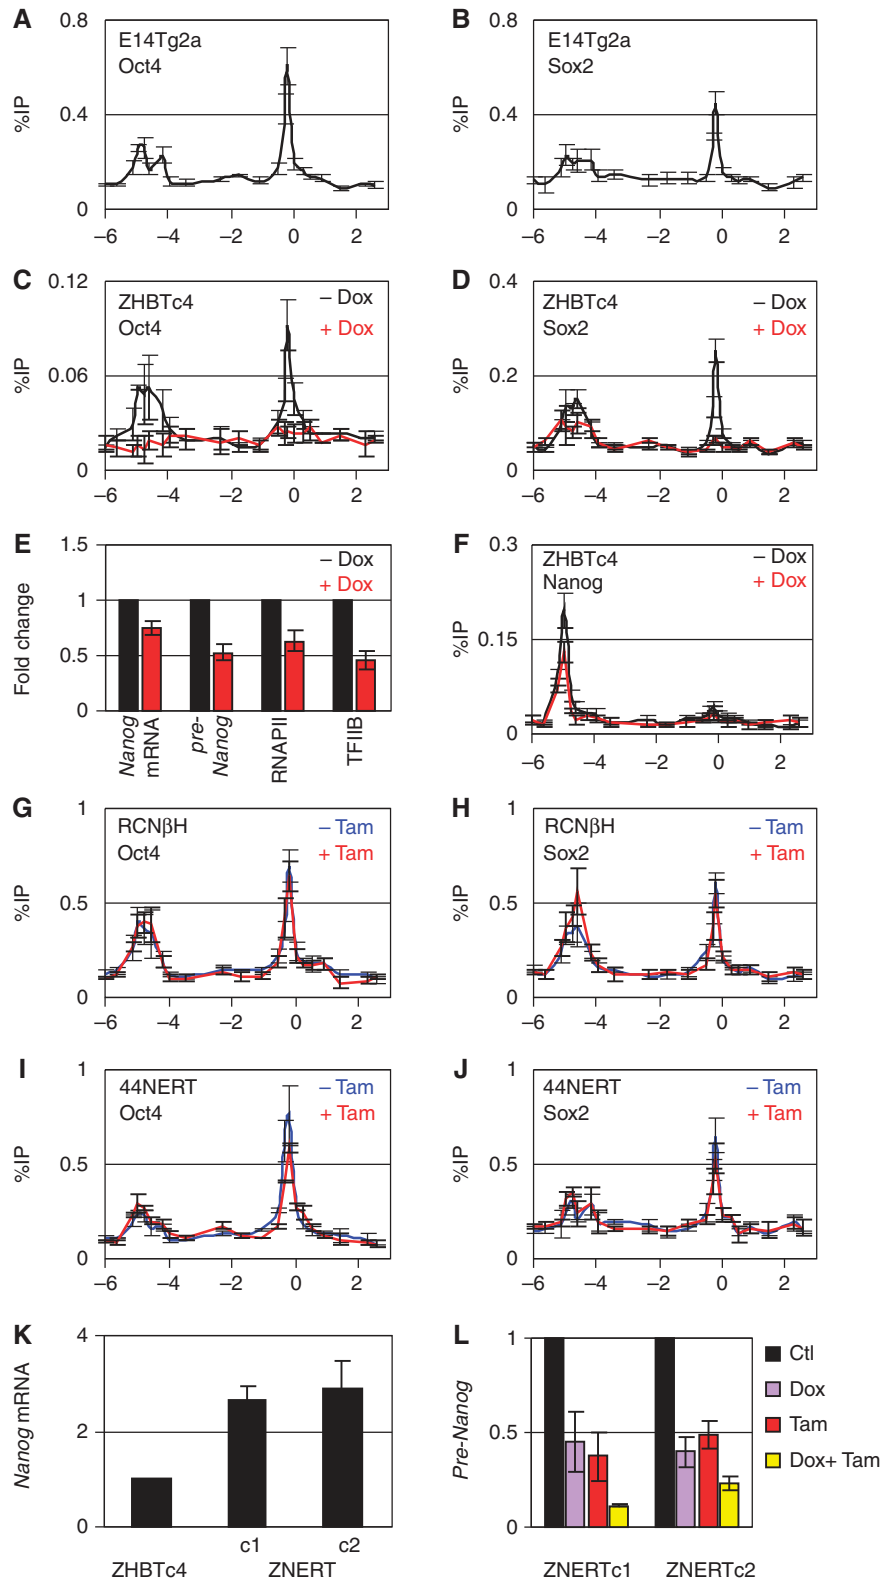 A
E14Tg2a
Oct4
%IP
0.8
0.4
0
−6 −4 −2 0 2
B
E14Tg2a
Sox2
%IP
0.8
0.4
0
−6 −4 −2 0 2
C
ZHBTc4
Oct4
− Dox
+ Dox
%IP
0.12
0.06
0
−6 −4 −2 0 2
D
ZHBTc4
Sox2
− Dox
+ Dox
%IP
0.4
0.2
0
−6 −4 −2 0 2
E
− Dox
+ Dox
Fold change
1.5
1
0.5
0
Nanog
mRNA
pre-
Nanog
RNAPII
TFIIB
F
ZHBTc4
Nanog
− Dox
+ Dox
%IP
0.3
0.15
0
−6 −4 −2 0 2
G
RCNβH
Oct4
− Tam
+ Tam
%IP
1
0.5
0
−6 −4 −2 0 2
H
RCNβH
Sox2
− Tam
+ Tam
%IP
1
0.5
0
−6 −4 −2 0 2
I
44NERT
Oct4
− Tam
+ Tam
%IP
1
0.5
0
−6 −4 −2 0 2
J
44NERT
Sox2
− Tam
+ Tam
%IP
1
0.5
0
−6 −4 −2 0 2
K
Nanog mRNA
4
2
0
c1 c2
ZHBTc4 ZNERT
L
Pre-Nanog
1
0.5
0
ZNERTc1 ZNERTc2
Ctl
Dox
Tam
Dox+ Tam